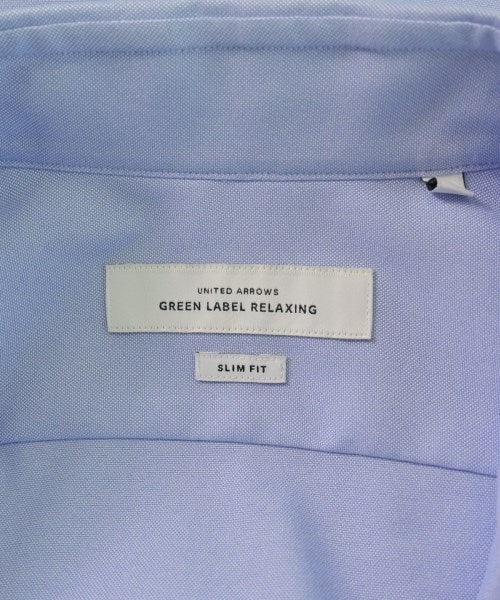 UNITED ARROWS
GREEN LABEL RELAXING
SLIM FIT